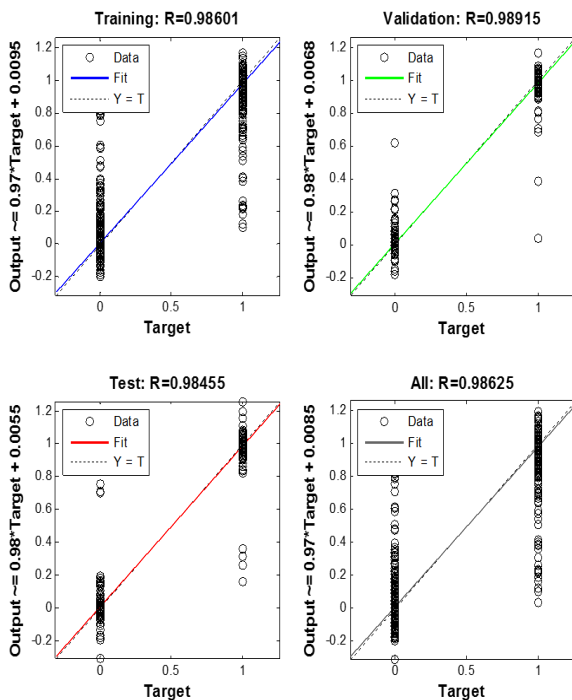 Training: R=0.98601
Output ~= 0.97*Target + 0.0095
1.2
1
0.8
0.6
0.4
0.2
0
-0.2
Data
Fit
Y = T
0
0.5
1
Target
Validation: R=0.98915
Output ~= 0.98*Target + 0.0068
1.2
1
0.8
0.6
0.4
0.2
0
-0.2
Data
Fit
Y = T
0
0.5
1
Target
Test: R=0.98455
Output ~= 0.98*Target + 0.0055
1.2
1
0.8
0.6
0.4
0.2
0
-0.2
Data
Fit
Y = T
0
0.5
1
Target
All: R=0.98625
Output ~= 0.97*Target + 0.0085
1.2
1
0.8
0.6
0.4
0.2
0
-0.2
Data
Fit
Y = T
0
0.5
1
Target